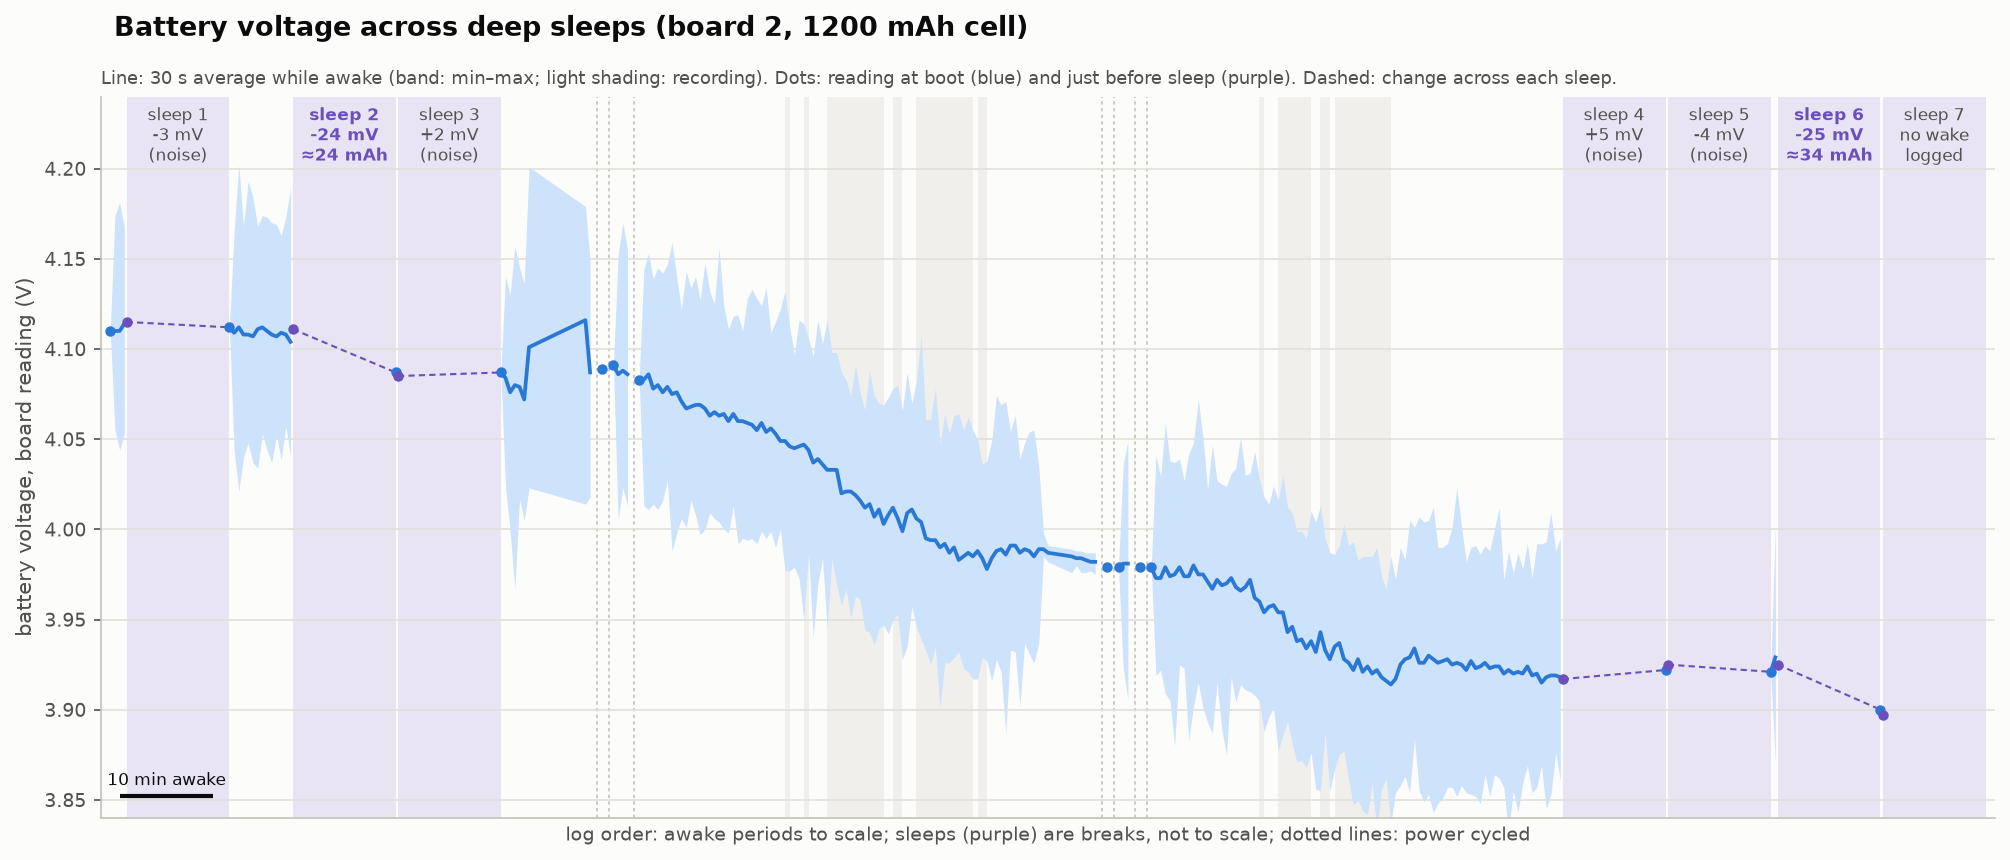 Battery voltage across deep sleeps (board 2, 1200 mAh cell)
Line: 30 s average while awake (band: min–max; light shading: recording). Dots: reading at boot (blue) and just before sleep (purple). Dashed: change across each sleep.
sleep 1
-3 mV
(noise)
sleep 2
-24 mV
≈24 mAh
sleep 3
+2 mV
(noise)
sleep 4
+5 mV
(noise)
sleep 5
-4 mV
(noise)
sleep 6
-25 mV
≈34 mAh
sleep 7
no wake
logged
battery voltage, board reading (V)
4.20
4.15
4.10
4.05
4.00
3.95
3.90
3.85
10 min awake
log order: awake periods to scale; sleeps (purple) are breaks, not to scale; dotted lines: power cycled